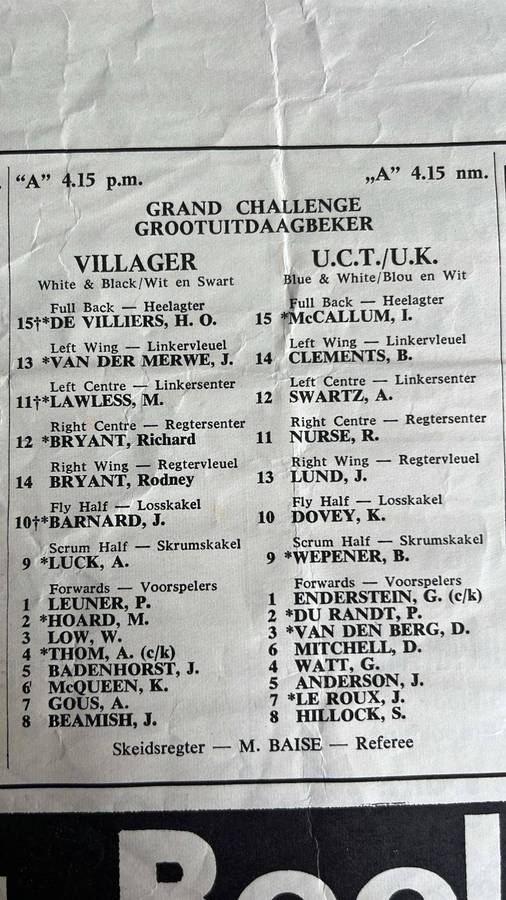 "A" 4.15 p.m. „A" 4.15 nm.
GRAND CHALLENGE
GROOTUITDAAGBEKER
VILLAGER
White & Black/Wit en Swart
Full Back — Heelagter
15†*DE VILLIERS, H. O.
Left Wing — Linkervleuel
13 *VAN DER MERWE, J.
Left Centre — Linkersenter
11†*LAWLESS, M.
Right Centre — Regtersenter
12 *BRYANT, Richard
Right Wing — Regtervleuel
14 BRYANT, Rodney
Fly Half — Losskakel
10†*BARNARD, J.
Scrum Half — Skrumskakel
9 *LUCK, A.
Forwards — Voorspelers
1 LEUNER, P.
2 *HOARD, M.
3 LOW, W.
4 *THOM, A. (c/k)
5 BADENHORST, J.
6 McQUEEN, K.
7 GOUS, A.
8 BEAMISH, J.
U.C.T./U.K.
Blue & White/Blou en Wit
Full Back — Heelagter
15 *McCALLUM, I.
Left Wing — Linkervleuel
14 CLEMENTS, B.
Left Centre — Linkersenter
12 SWARTZ, A.
Right Centre — Regtersenter
11 NURSE, R.
Right Wing — Regtervleuel
13 LUND, J.
Fly Half — Losskakel
10 DOVEY, K.
Scrum Half — Skrumskakel
9 *WEPENER, B.
Forwards — Voorspelers
1 ENDERSTEIN, G. (c/k)
2 *DU RANDT, P.
3 *VAN DEN BERG, D.
6 MITCHELL, D.
4 WATT, G.
5 ANDERSON, J.
7 *LE ROUX, J.
8 HILLOCK, S.
Skeidsregter — M. BAISE — Referee